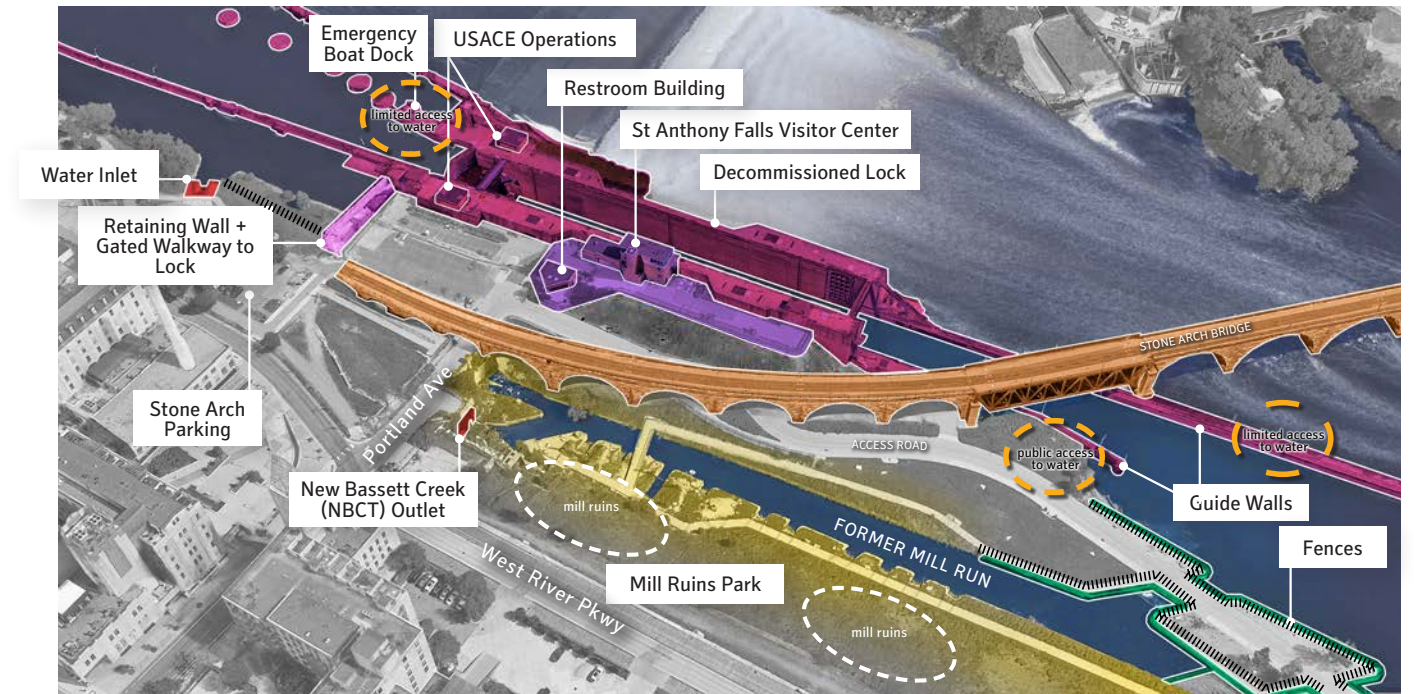 Emergency
Boat Dock
USACE Operations
Restroom Building
St Anthony Falls Visitor Center
Decommissioned Lock
limited access
to water
Water Inlet
Retaining Wall +
Gated Walkway to
Lock
Stone Arch
Parking
Portland Ave
New Bassett Creek
(NBCT) Outlet
mill ruins
West River Pkwy
Mill Ruins Park
mill ruins
FORMER MILL RUN
ACCESS ROAD
STONE ARCH BRIDGE
public access
to water
limited access
to water
Guide Walls
Fences